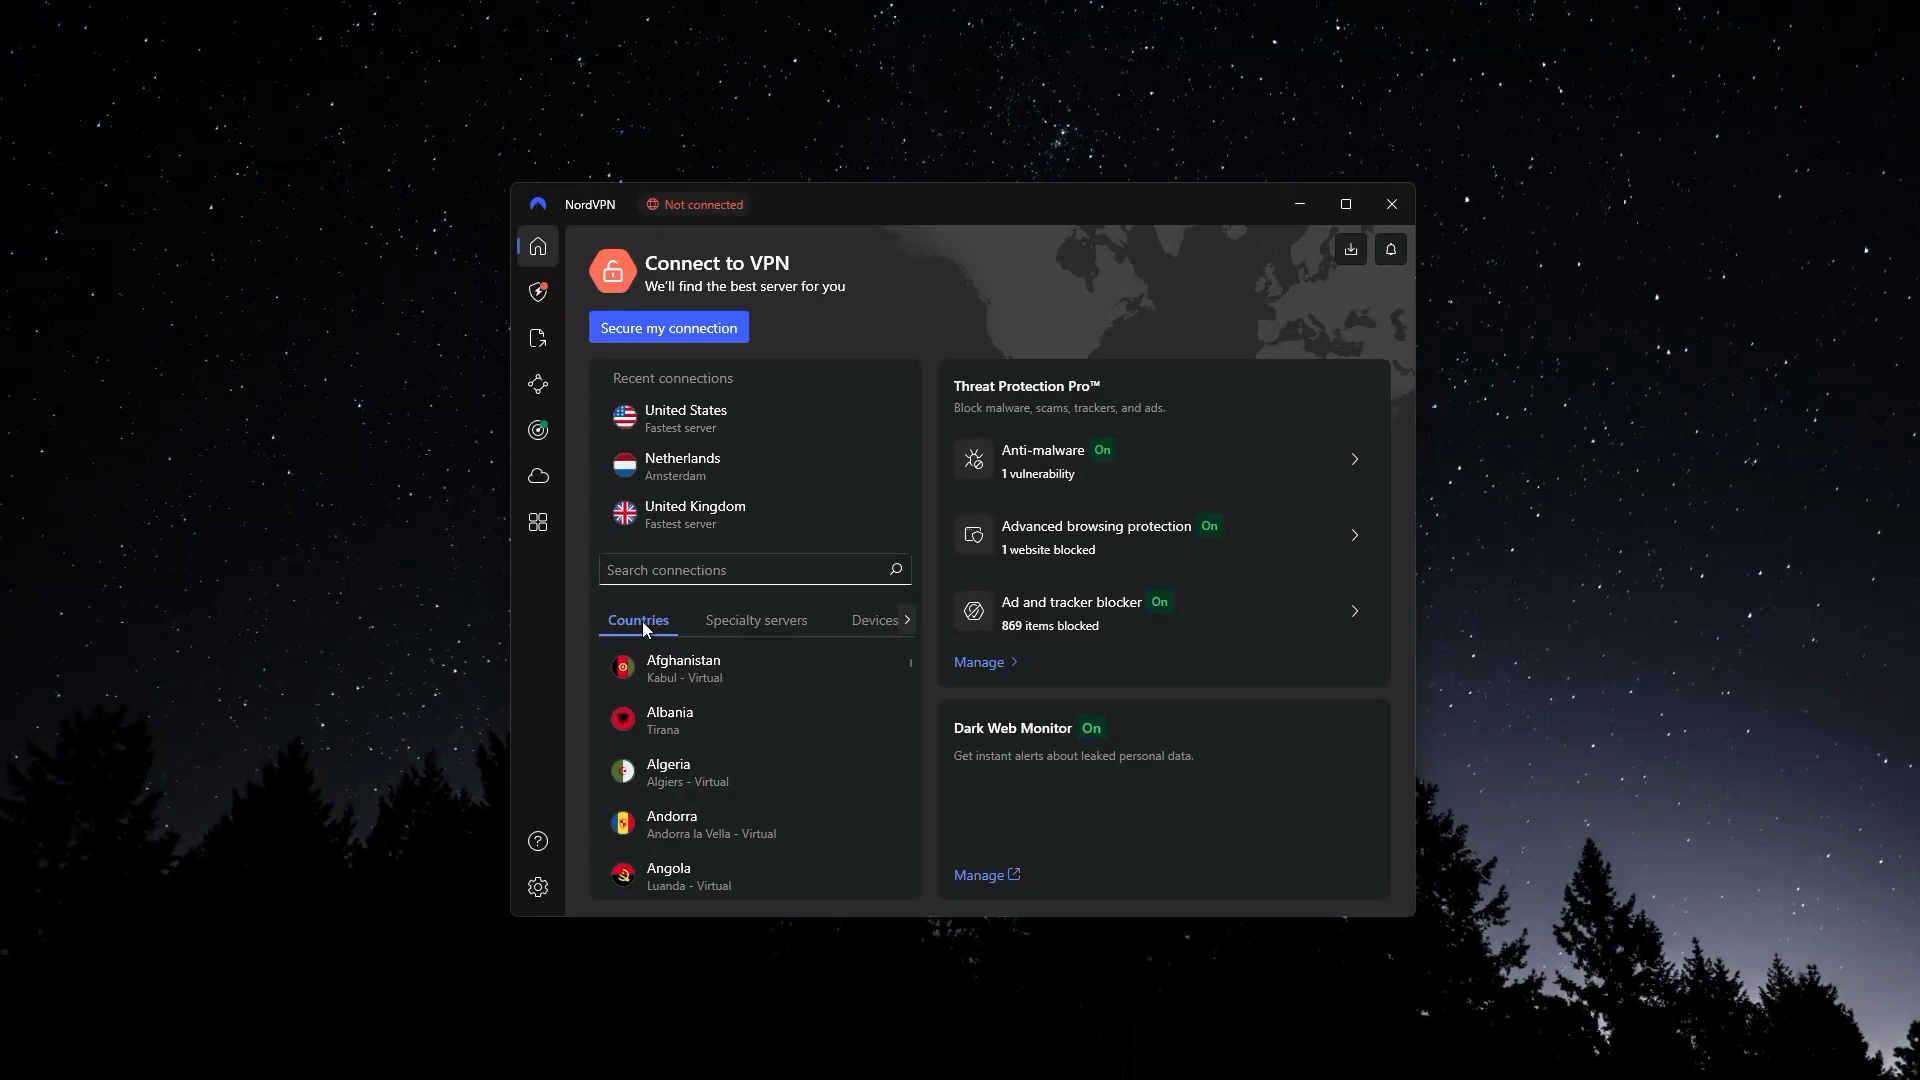 NordVPN
Not connected
Connect to VPN
We'll find the best server for you
Secure my connection
Recent connections
United States
Fastest server
Netherlands
Amsterdam
United Kingdom
Fastest server
Search connections
Countries
Specialty servers
Devices
Afghanistan
Kabul - Virtual
Albania
Tirana
Algeria
Algiers - Virtual
Andorra
Andorra la Vella - Virtual
Angola
Luanda - Virtual
Threat Protection Pro™
Block malware, scams, trackers, and ads.
Anti-malware On
1 vulnerability
Advanced browsing protection On
1 website blocked
Ad and tracker blocker On
869 items blocked
Manage
Dark Web Monitor On
Get instant alerts about leaked personal data.
Manage